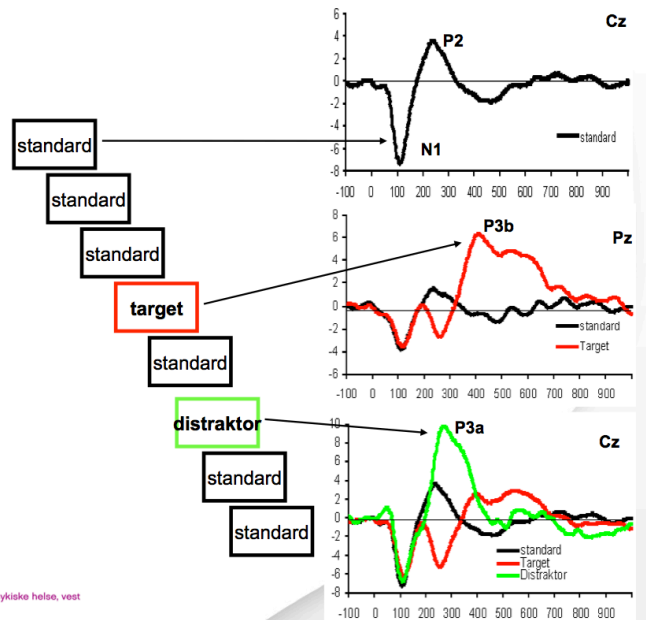 Cz
6
4
2
0
-2
-4
-6
-8
P2
N1
standard
-100 0 100 200 300 400 500 600 700 800 900
standard
standard
standard
target
standard
distraktor
standard
standard
Pz
8
6
4
2
0
-2
-4
-6
P3b
standard
Target
-100 0 100 200 300 400 500 600 700 800 900
Cz
10
8
6
4
2
0
-2
-4
-6
-8
P3a
standard
Target
Distraktor
-100 0 100 200 300 400 500 600 700 800 900
ykiske helse, vest